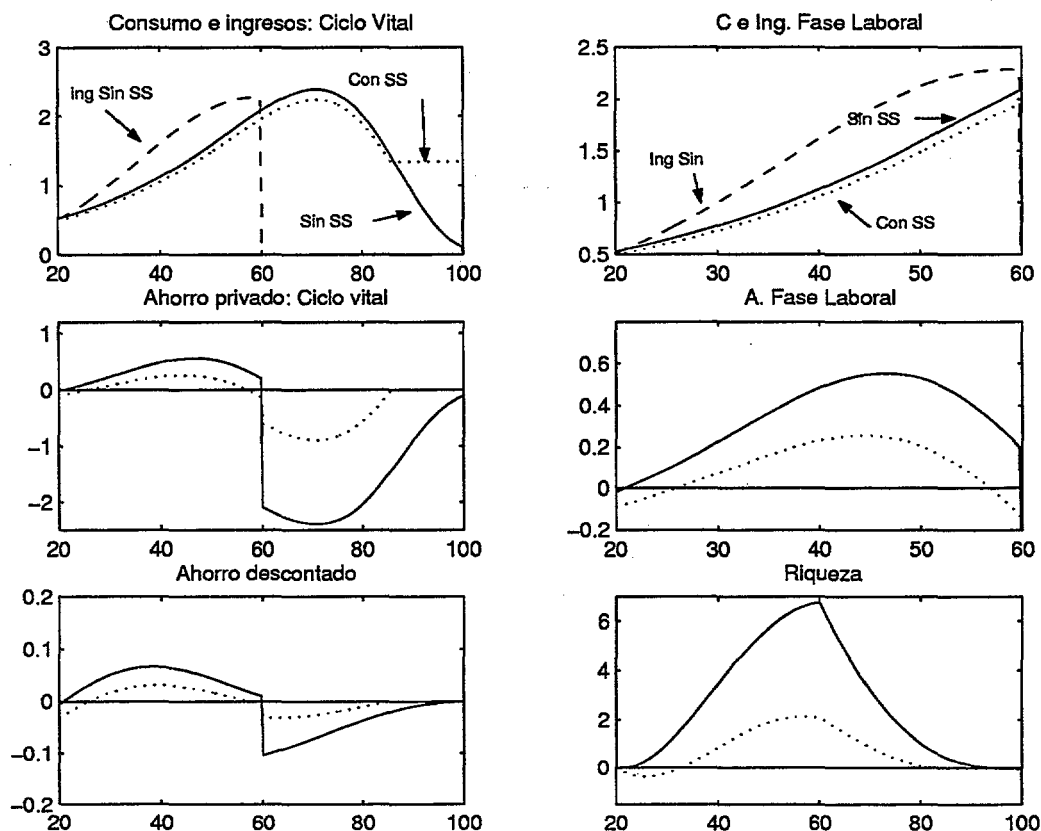 Consumo e ingresos: Ciclo Vital
3
2
1
0
Ing Sin SS
Con SS
Sin SS
20 40 60 80 100
C e Ing. Fase Laboral
2.5
2
1.5
1
0.5
Sin SS
Ing Sin
Con SS
20 30 40 50 60
Ahorro privado: Ciclo vital
1
0
−1
−2
20 40 60 80 100
A. Fase Laboral
0.6
0.4
0.2
0
−0.2
20 30 40 50 60
Ahorro descontado
0.2
0.1
0
−0.1
−0.2
20 40 60 80 100
Riqueza
6
4
2
0
20 40 60 80 100